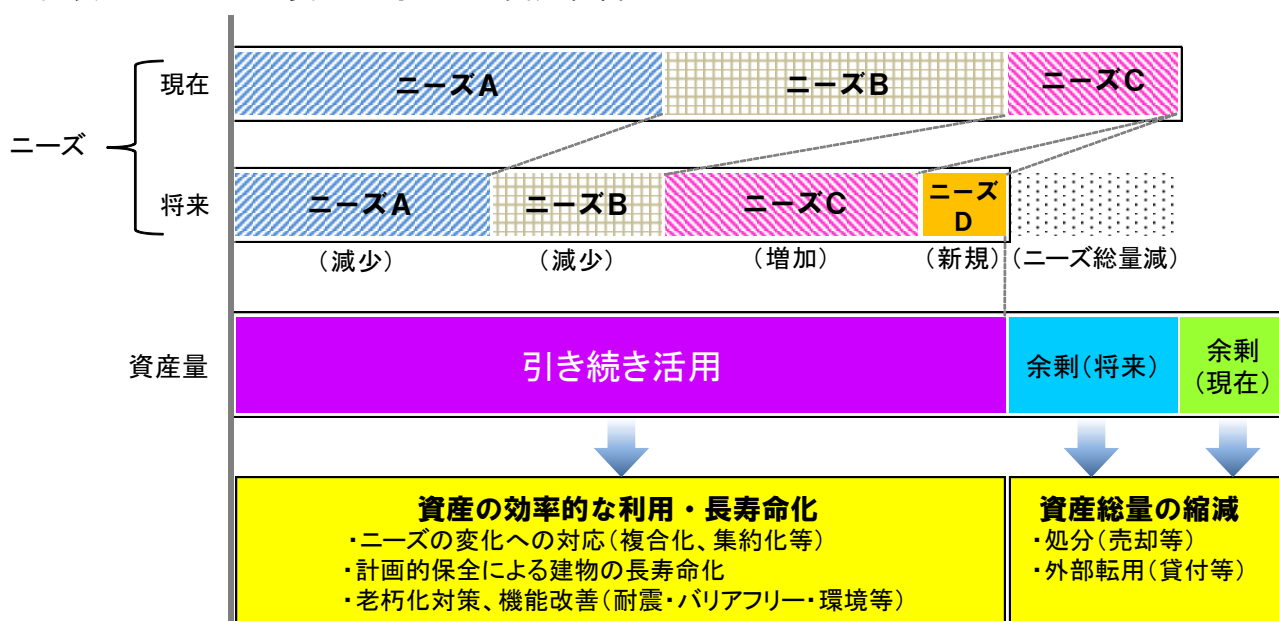 現在
ニーズA
ニーズB
ニーズC
ニーズ
将来
ニーズA
ニーズB
ニーズC
ニーズ
D
（減少）
（減少）
（増加）
（新規）
（ニーズ総量減）
資産量
引き続き活用
余剰（将来）
余剰
（現在）
資産の効率的な利用・長寿命化
・ニーズの変化への対応（複合化、集約化等）
・計画的保全による建物の長寿命化
・老朽化対策、機能改善（耐震・バリアフリー・環境等）
資産総量の縮減
・処分（売却等）
・外部転用（貸付等）